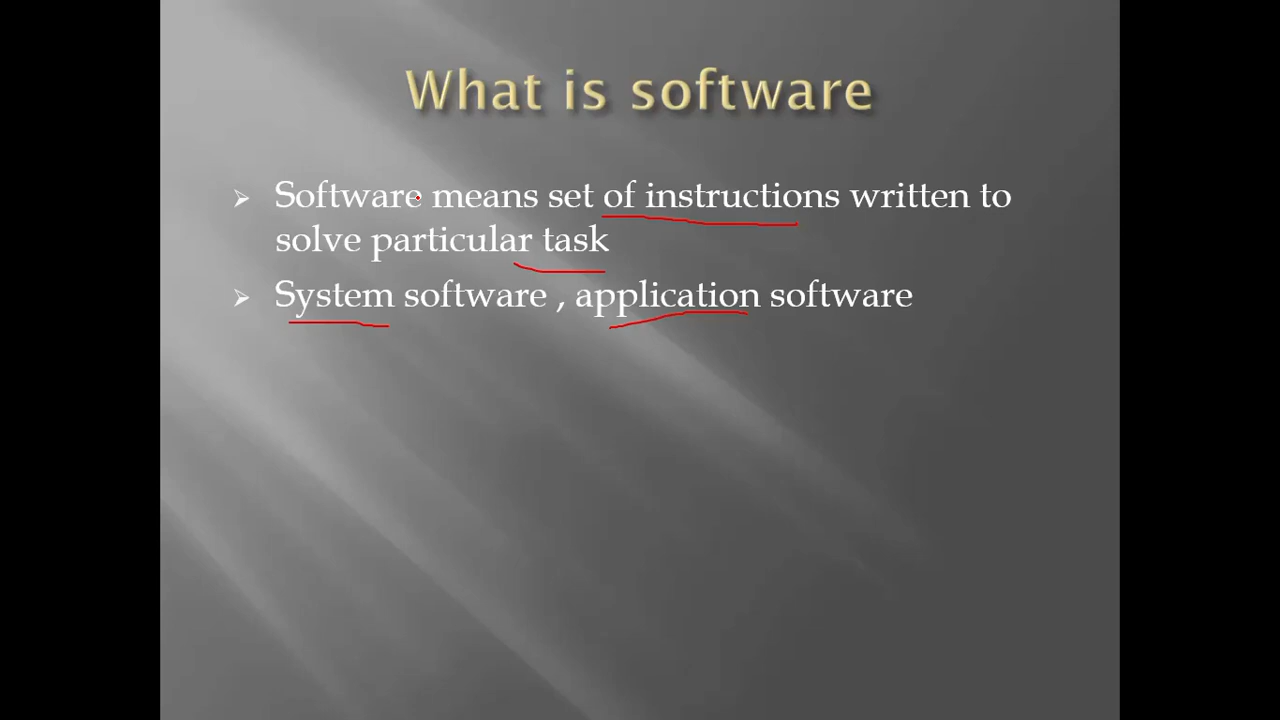 What is software
Software means set of instructions written to
solve particular task
System software , application software